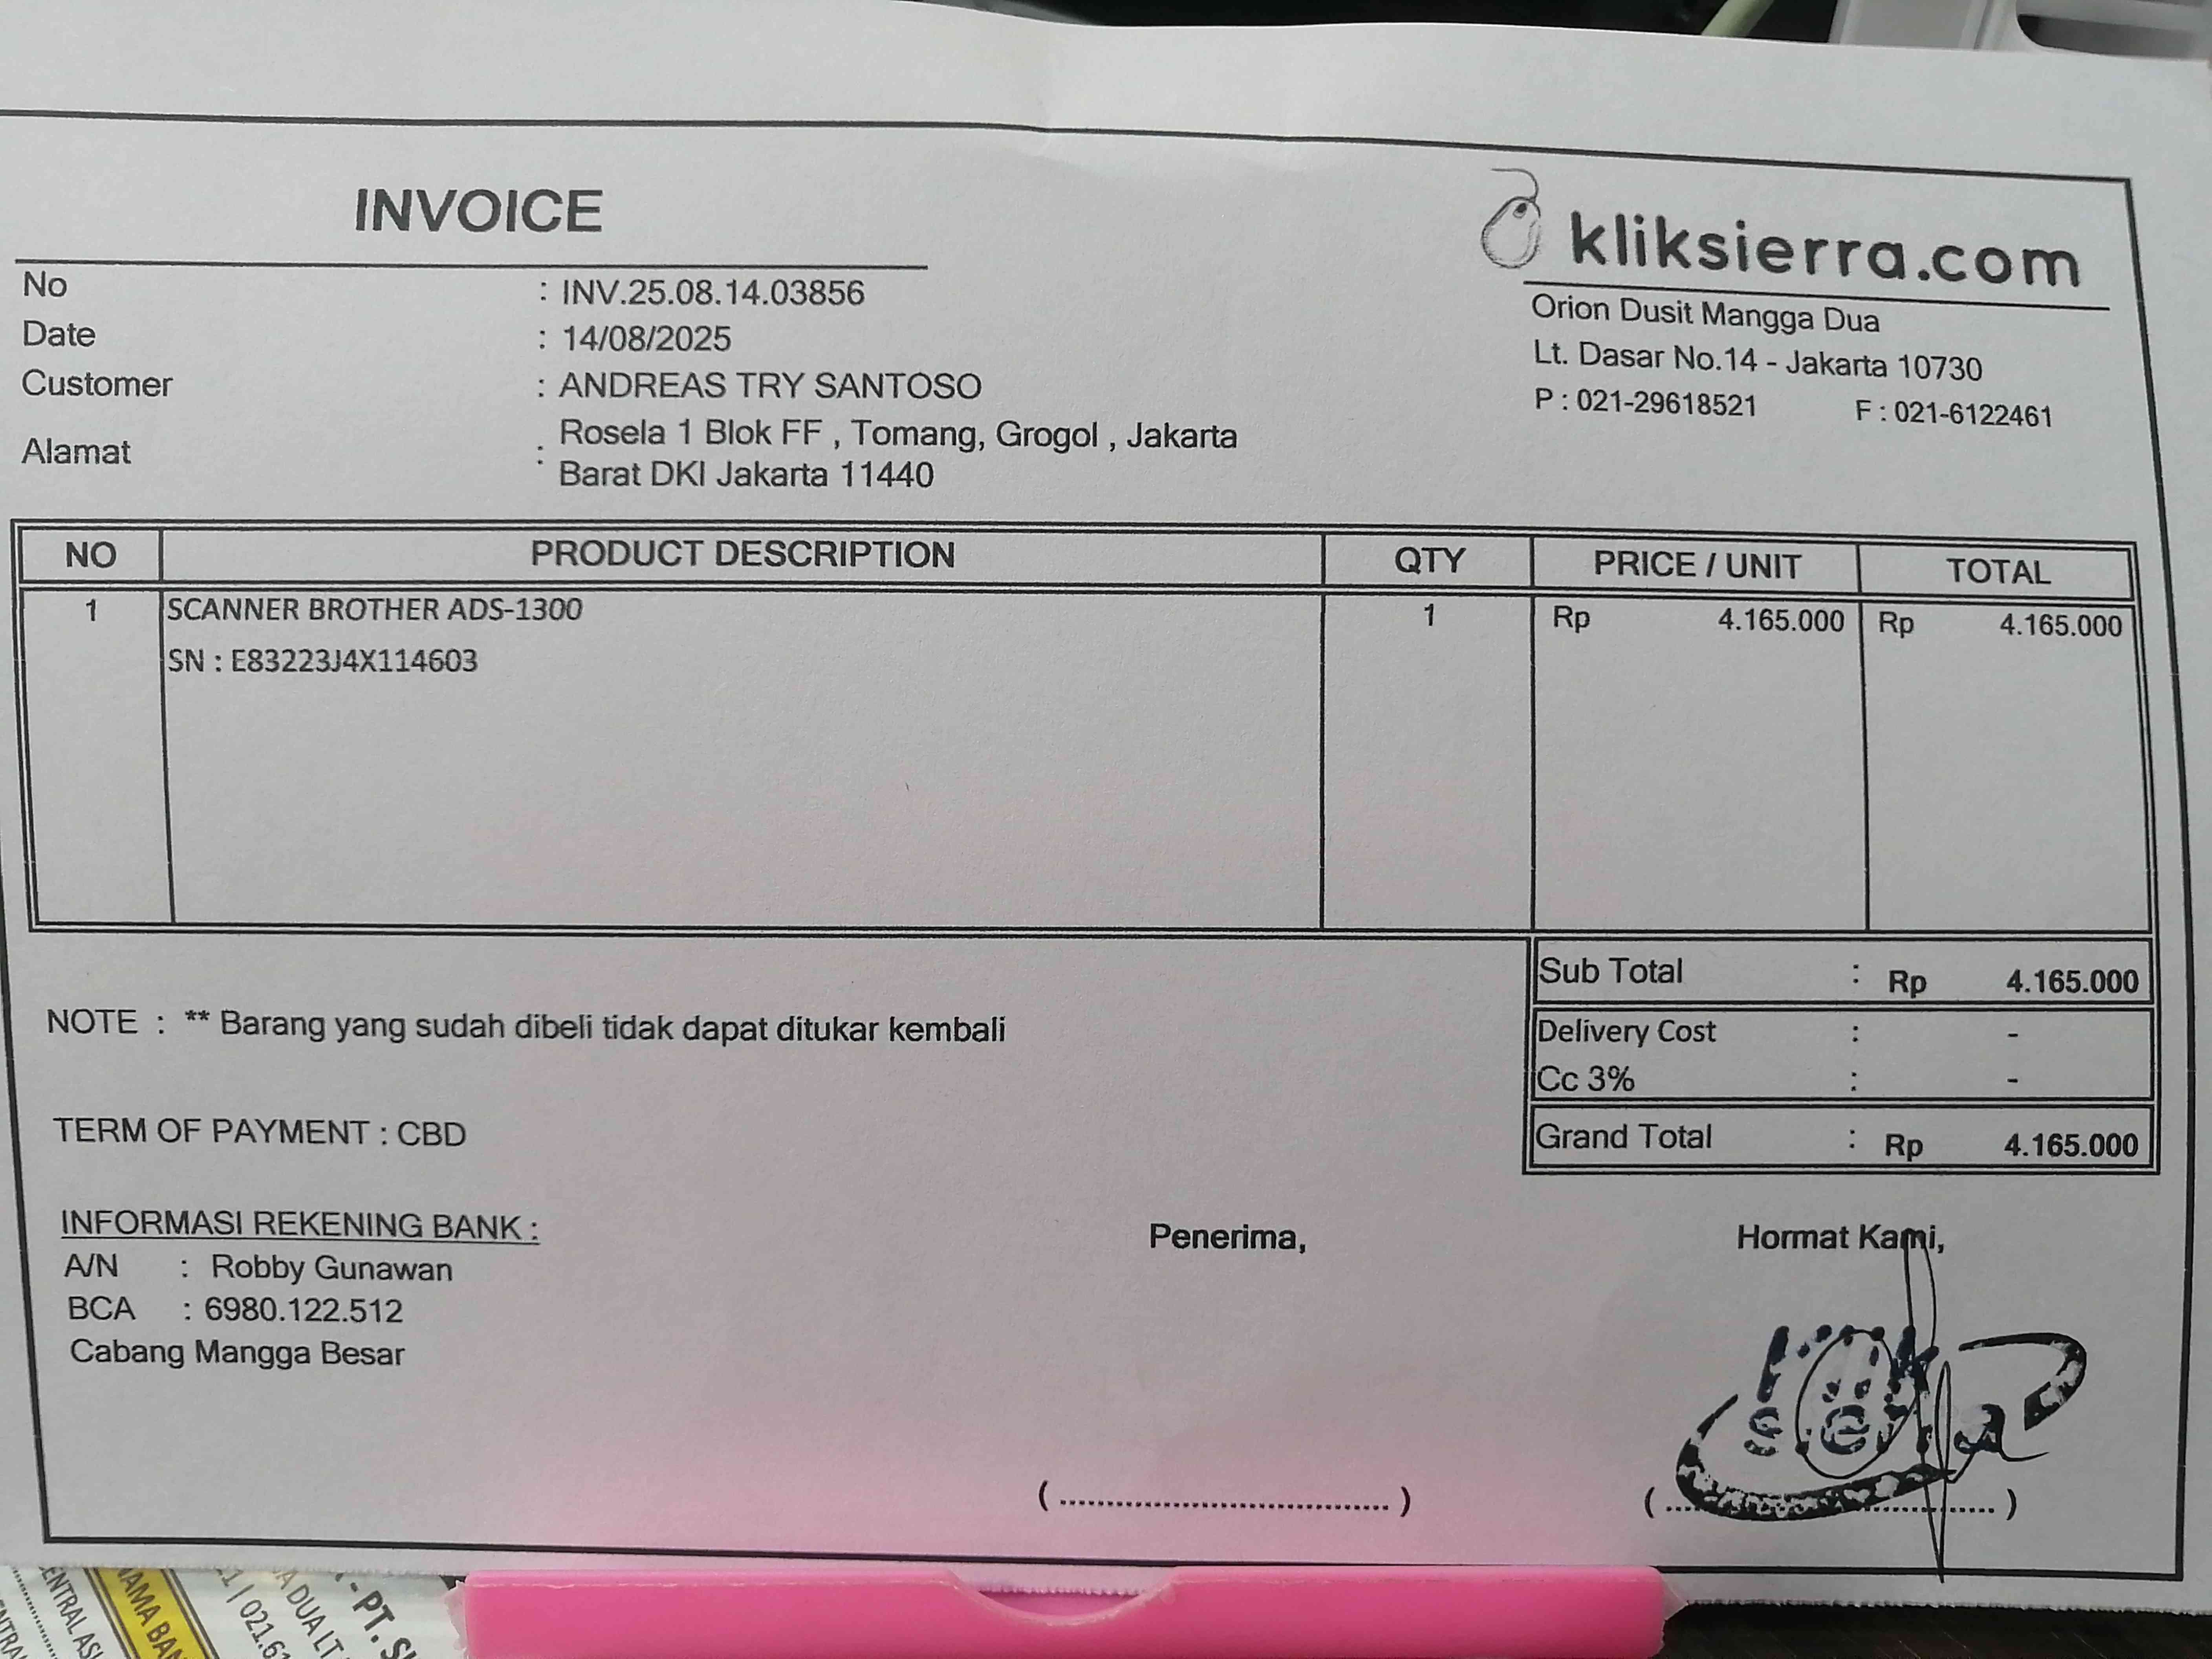 INVOICE
kliksierra.com
Orion Dusit Mangga Dua
Lt. Dasar No.14 - Jakarta 10730
P : 021-29618521 F : 021-6122461
No : INV.25.08.14.03856
Date : 14/08/2025
Customer : ANDREAS TRY SANTOSO
Alamat : Rosela 1 Blok FF , Tomang, Grogol , Jakarta
Barat DKI Jakarta 11440
NO PRODUCT DESCRIPTION QTY PRICE / UNIT TOTAL
1 SCANNER BROTHER ADS-1300 1 Rp 4.165.000 Rp 4.165.000
SN : E83223J4X114603
Sub Total : Rp 4.165.000
Delivery Cost : -
Cc 3% : -
Grand Total : Rp 4.165.000
NOTE : ** Barang yang sudah dibeli tidak dapat ditukar kembali
TERM OF PAYMENT : CBD
INFORMASI REKENING BANK :
A/N : Robby Gunawan
BCA : 6980.122.512
Cabang Mangga Besar
Penerima,
Hormat Kami,
( ........................................ )
( ........................................ )
NAMA
DUA LT
PT.